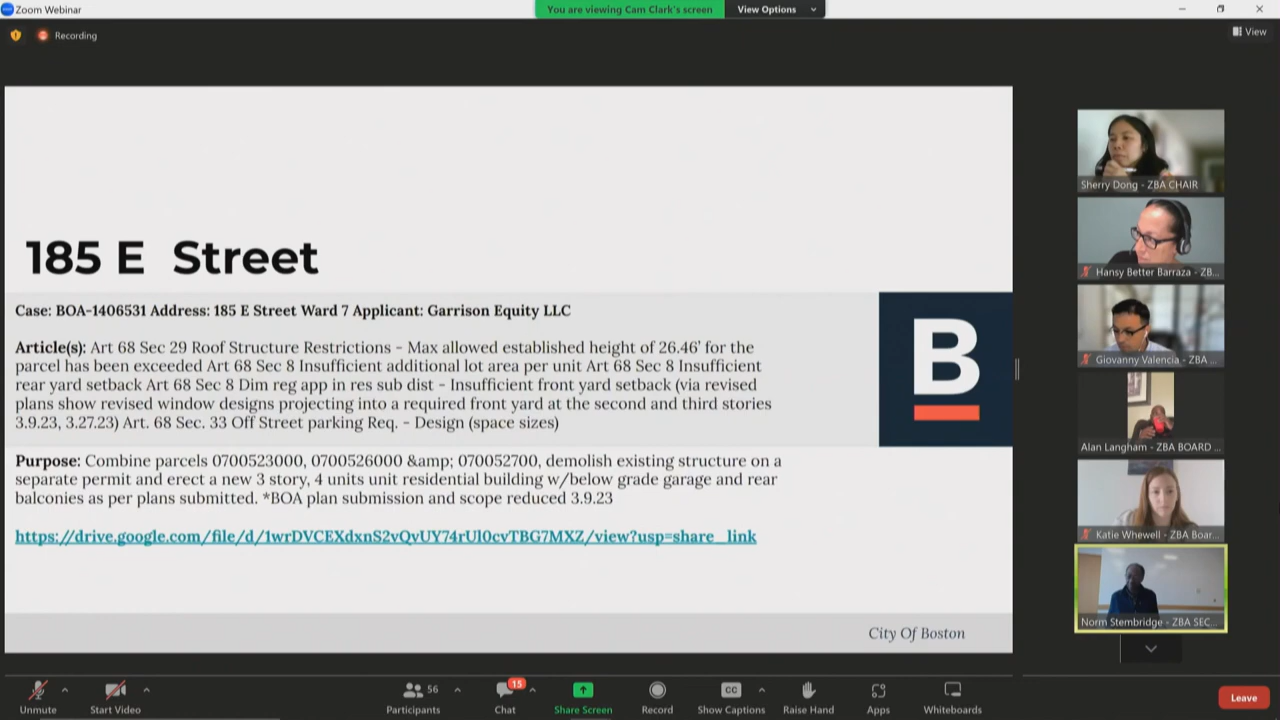 Zoom Webinar
You are viewing Cam Clark's screen
View Options
Recording
View
185 E Street
Case: BOA-1406531 Address: 185 E Street Ward 7 Applicant: Garrison Equity LLC
Article(s): Art 68 Sec 29 Roof Structure Restrictions - Max allowed established height of 26.46' for the
parcel has been exceeded Art 68 Sec 8 Insufficient additional lot area per unit Art 68 Sec 8 Insufficient
rear yard setback Art 68 Sec 8 Dim reg app in res sub dist - Insufficient front yard setback (via revised
plans show revised window designs projecting into a required front yard at the second and third stories
3.9.23, 3.27.23) Art. 68 Sec. 33 Off Street parking Req. - Design (space sizes)
Purpose: Combine parcels 0700523000, 0700526000 &amp; 070052700, demolish existing structure on a
separate permit and erect a new 3 story, 4 units unit residential building w/below grade garage and rear
balconies as per plans submitted. *BOA plan submission and scope reduced 3.9.23
https://drive.google.com/file/d/1wrDVCEXdxnS2vQvUY74rUl0cvTBG7MXZ/view?usp=share_link
B
City Of Boston
Sherry Dong - ZBA CHAIR
Hansy Better Barraza - ZB...
Giovanny Valencia - ZBA ...
Alan Langham - ZBA BOARD ...
Katie Whewell - ZBA Boar...
Norm Stembridge - ZBA SEC...
Unmute
Start Video
Participants
56
Chat
15
Share Screen
Record
CC
Show Captions
Raise Hand
Apps
Whiteboards
Leave